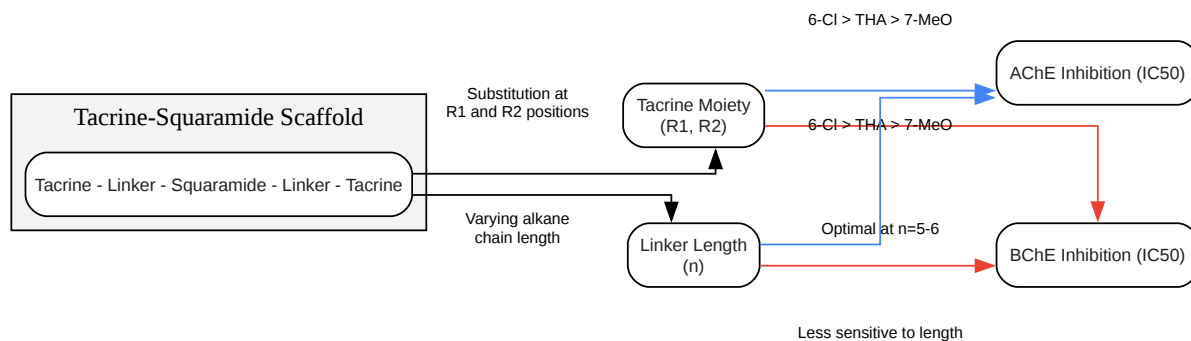 6-Cl > THA > 7-MeO
AChE Inhibition (IC50)
Substitution at
R1 and R2 positions
Tacrine Moiety
(R1, R2)
Tacrine-Squaramide Scaffold
6-Cl > THA > 7-MeO
Tacrine - Linker - Squaramide - Linker - Tacrine
Varying alkane
chain length
Linker Length
(n)
Optimal at n=5-6
BChE Inhibition (IC50)
Less sensitive to length